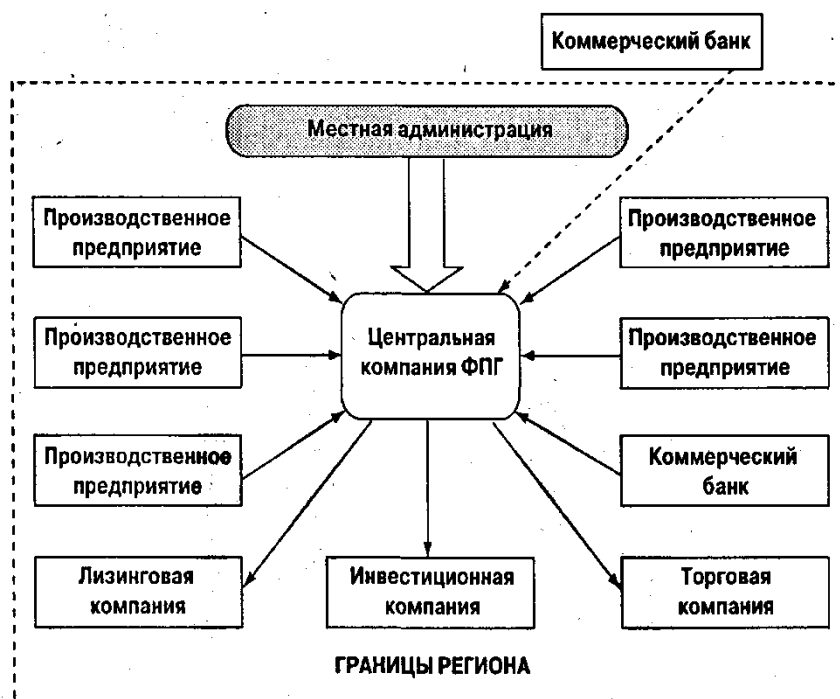 Коммерческий банк
Местная администрация
Производственное
предприятие
Производственное
предприятие
Центральная
компания ФПГ
Производственное
предприятие
Производственное
предприятие
Производственное
предприятие
Коммерческий
банк
Лизинговая
компания
Инвестиционная
компания
Торговая
компания
ГРАНИЦЫ РЕГИОНА